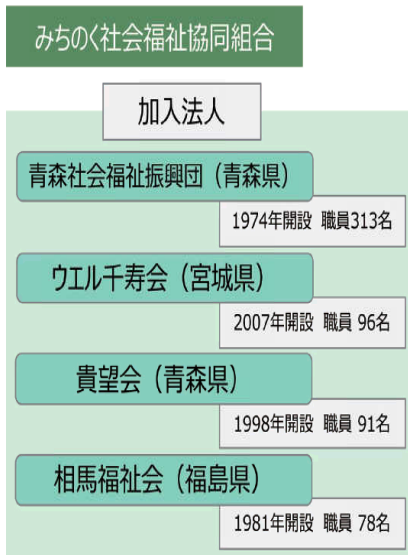 みちのく社会福祉協同組合
加入法人
青森社会福祉振興団（青森県）
1974年開設 職員313名
ウエル千寿会（宮城県）
2007年開設 職員 96名
貴望会（青森県）
1998年開設 職員 91名
相馬福祉会（福島県）
1981年開設 職員 78名